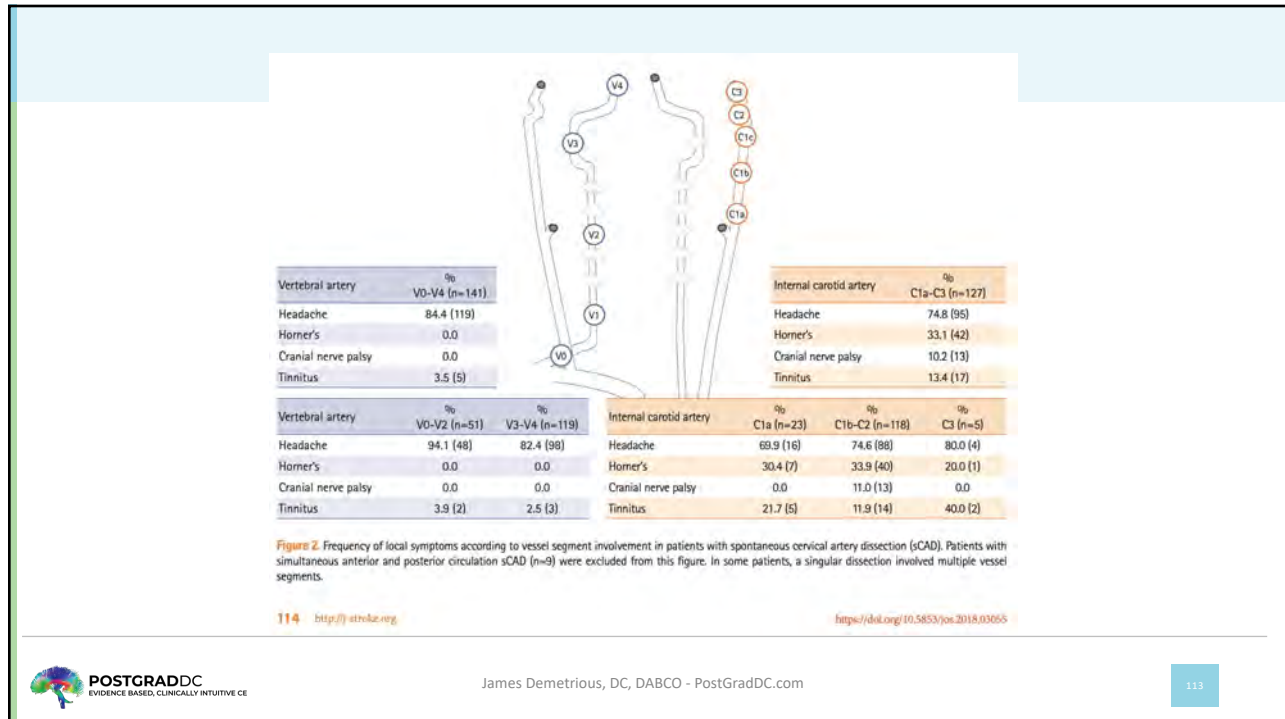 V4
C3
C2
C1c
V3
C1b
C1a
V2
V1
V0
Vertebral artery % V0-V4 (n=141)
Headache 84.4 (119)
Horner's 0.0
Cranial nerve palsy 0.0
Tinnitus 3.5 (5)
Internal carotid artery % C1a-C3 (n=127)
Headache 74.8 (95)
Horner's 33.1 (42)
Cranial nerve palsy 10.2 (13)
Tinnitus 13.4 (17)
Vertebral artery % V0-V2 (n=51) % V3-V4 (n=119)
Headache 94.1 (48) 82.4 (98)
Horner's 0.0 0.0
Cranial nerve palsy 0.0 0.0
Tinnitus 3.9 (2) 2.5 (3)
Internal carotid artery % C1a (n=23) % C1b-C2 (n=118) % C3 (n=5)
Headache 69.9 (16) 74.6 (88) 80.0 (4)
Horner's 30.4 (7) 33.9 (40) 20.0 (1)
Cranial nerve palsy 0.0 11.0 (13) 0.0
Tinnitus 21.7 (5) 11.9 (14) 40.0 (2)
Figure 2. Frequency of local symptoms according to vessel segment involvement in patients with spontaneous cervical artery dissection (sCAD). Patients with
simultaneous anterior and posterior circulation sCAD (n=9) were excluded from this figure. In some patients, a singular dissection involved multiple vessel
segments.
114 http://j-stroke.org https://doi.org/10.5853/jos.2018.03055
POSTGRADDC
EVIDENCE BASED, CLINICALLY INTUITIVE CE
James Demetrious, DC, DABCO - PostGradDC.com
113